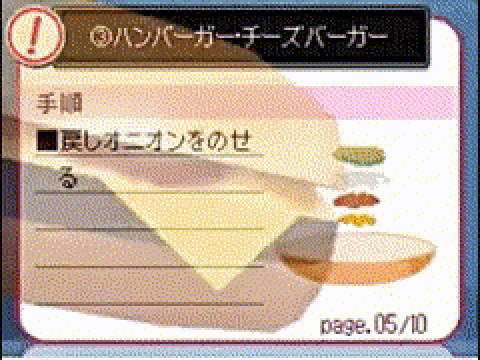 !
③ハンバーガー・チーズバーガー
手順
■戻しオニオンをのせ
る
page.05/10